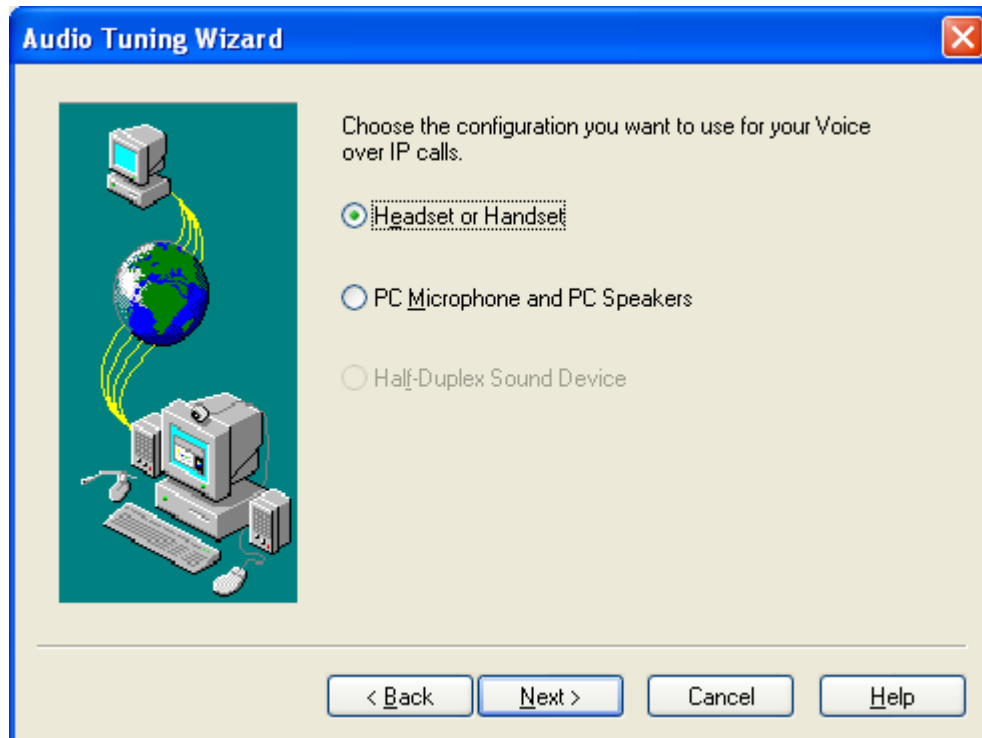 Audio Tuning Wizard
Choose the configuration you want to use for your Voice
over IP calls.
Headset or Handset
PC Microphone and PC Speakers
Half-Duplex Sound Device
< Back
Next >
Cancel
Help